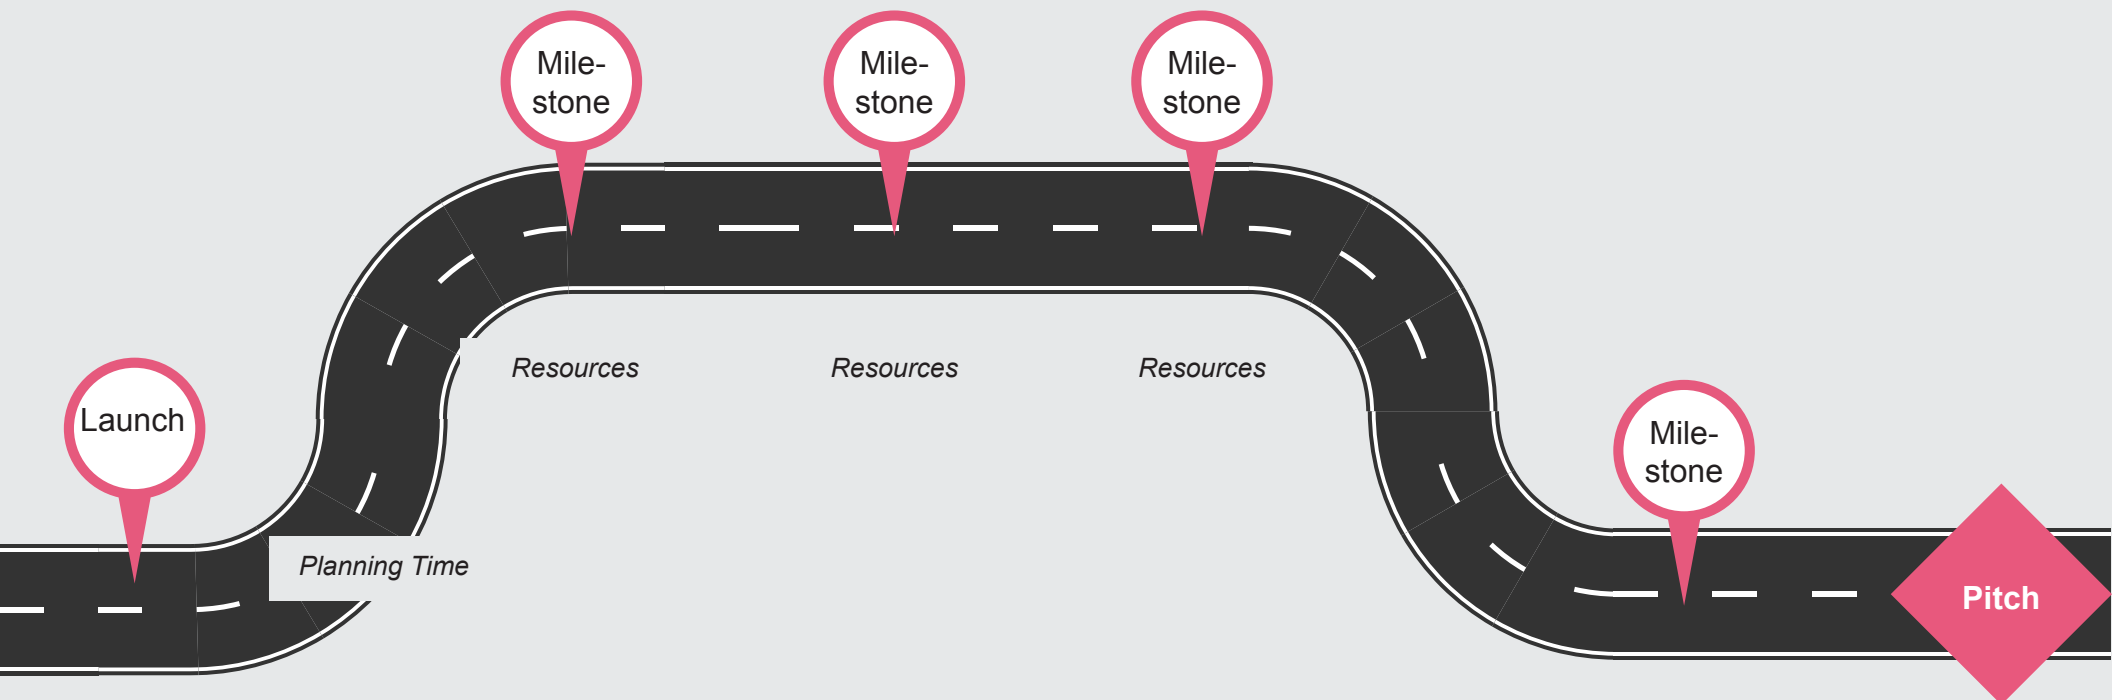 Mile-
stone
Mile-
stone
Mile-
stone
Resources
Resources
Resources
Launch
Mile-
stone
Planning Time
Pitch